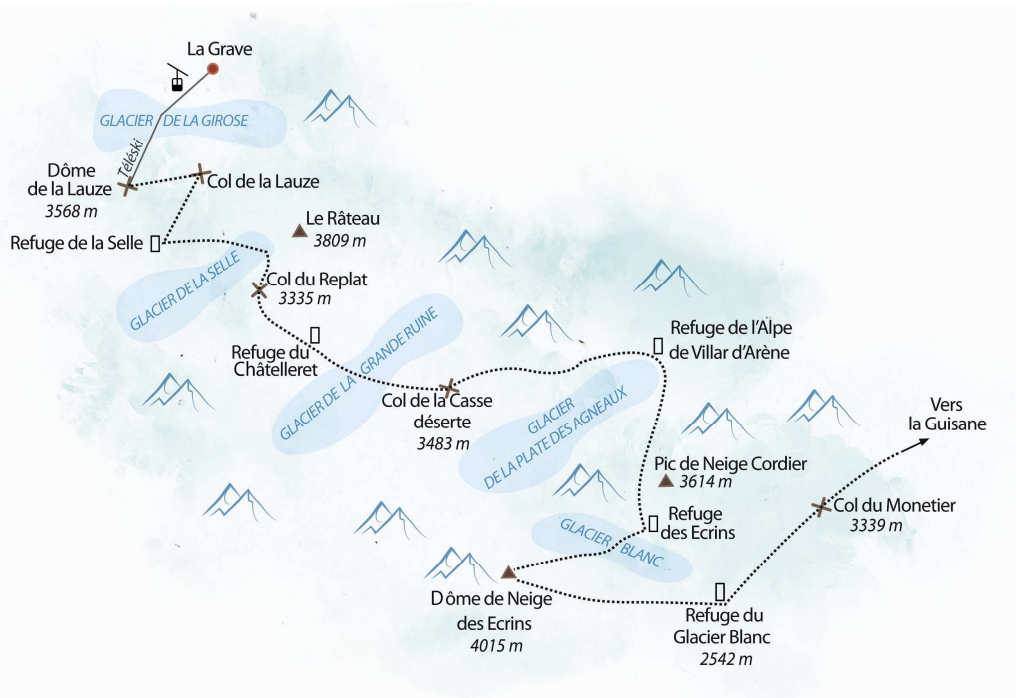 La Grave
GLACIER DE LA GIROSE
Téléski
Dôme
de la Lauze
3568 m
Col de la Lauze
Le Râteau
3809 m
Refuge de la Selle
GLACIER DE LA SELLE
Col du Replat
3335 m
Refuge du
Châtelleret
GLACIER DE LA GRANDE RUINE
Refuge de l'Alpe
de Villar d'Arène
Col de la Casse
déserte
3483 m
GLACIER
DE LA PLATE DES AGNEAUX
Vers
la Guisane
Pic de Neige Cordier
3614 m
Col du Monetier
3339 m
Refuge
des Ecrins
GLACIER BLANC
Dôme de Neige
des Ecrins
4015 m
Refuge du
Glacier Blanc
2542 m